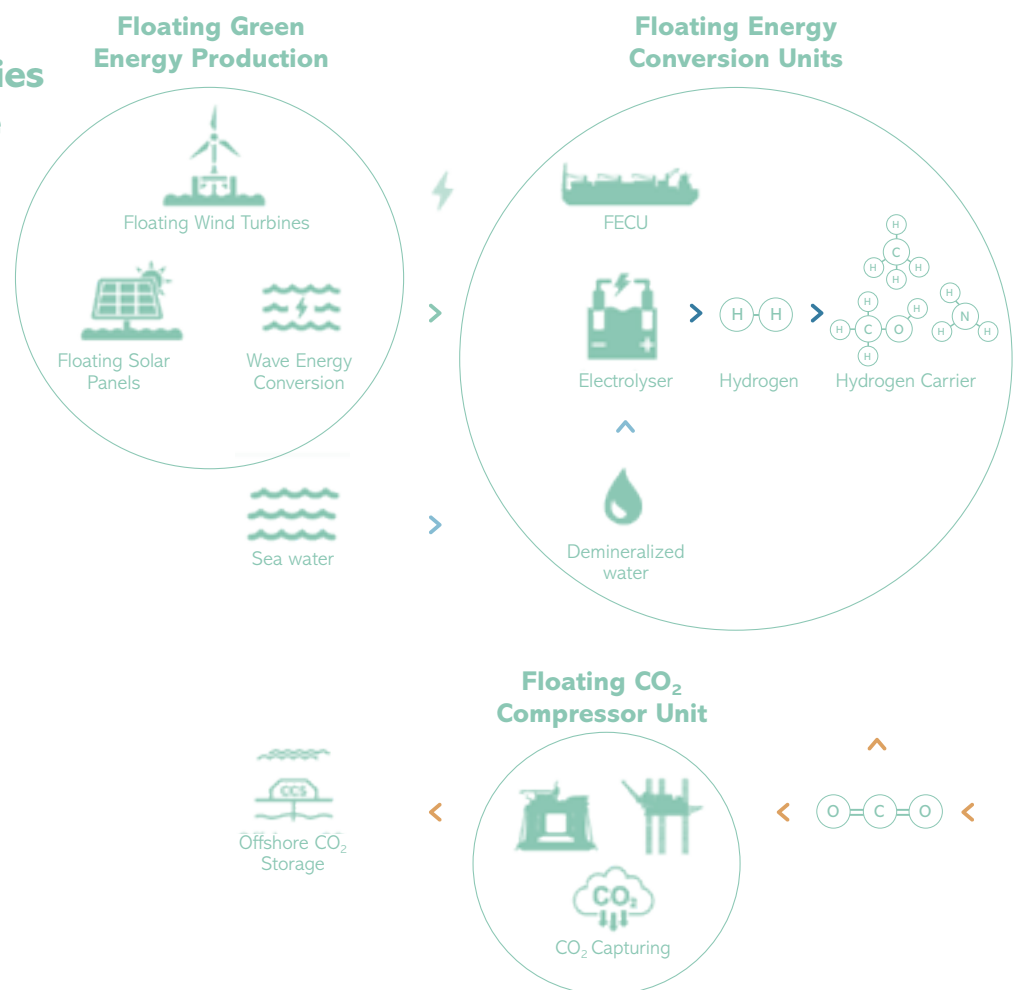 Floating Green
Energy Production
Floating Energy
Conversion Units
ies
Floating Wind Turbines
FECU
Floating Solar
Panels
Wave Energy
Conversion
H
C
H
H
H
H
H
H
C
O
H
H
H
N
H
H
H
H
Electrolyser
Hydrogen
Hydrogen Carrier
Sea water
Demineralized
water
Floating CO₂
Compressor Unit
CCS
Offshore CO₂
Storage
O
C
O
CO₂
CO₂ Capturing